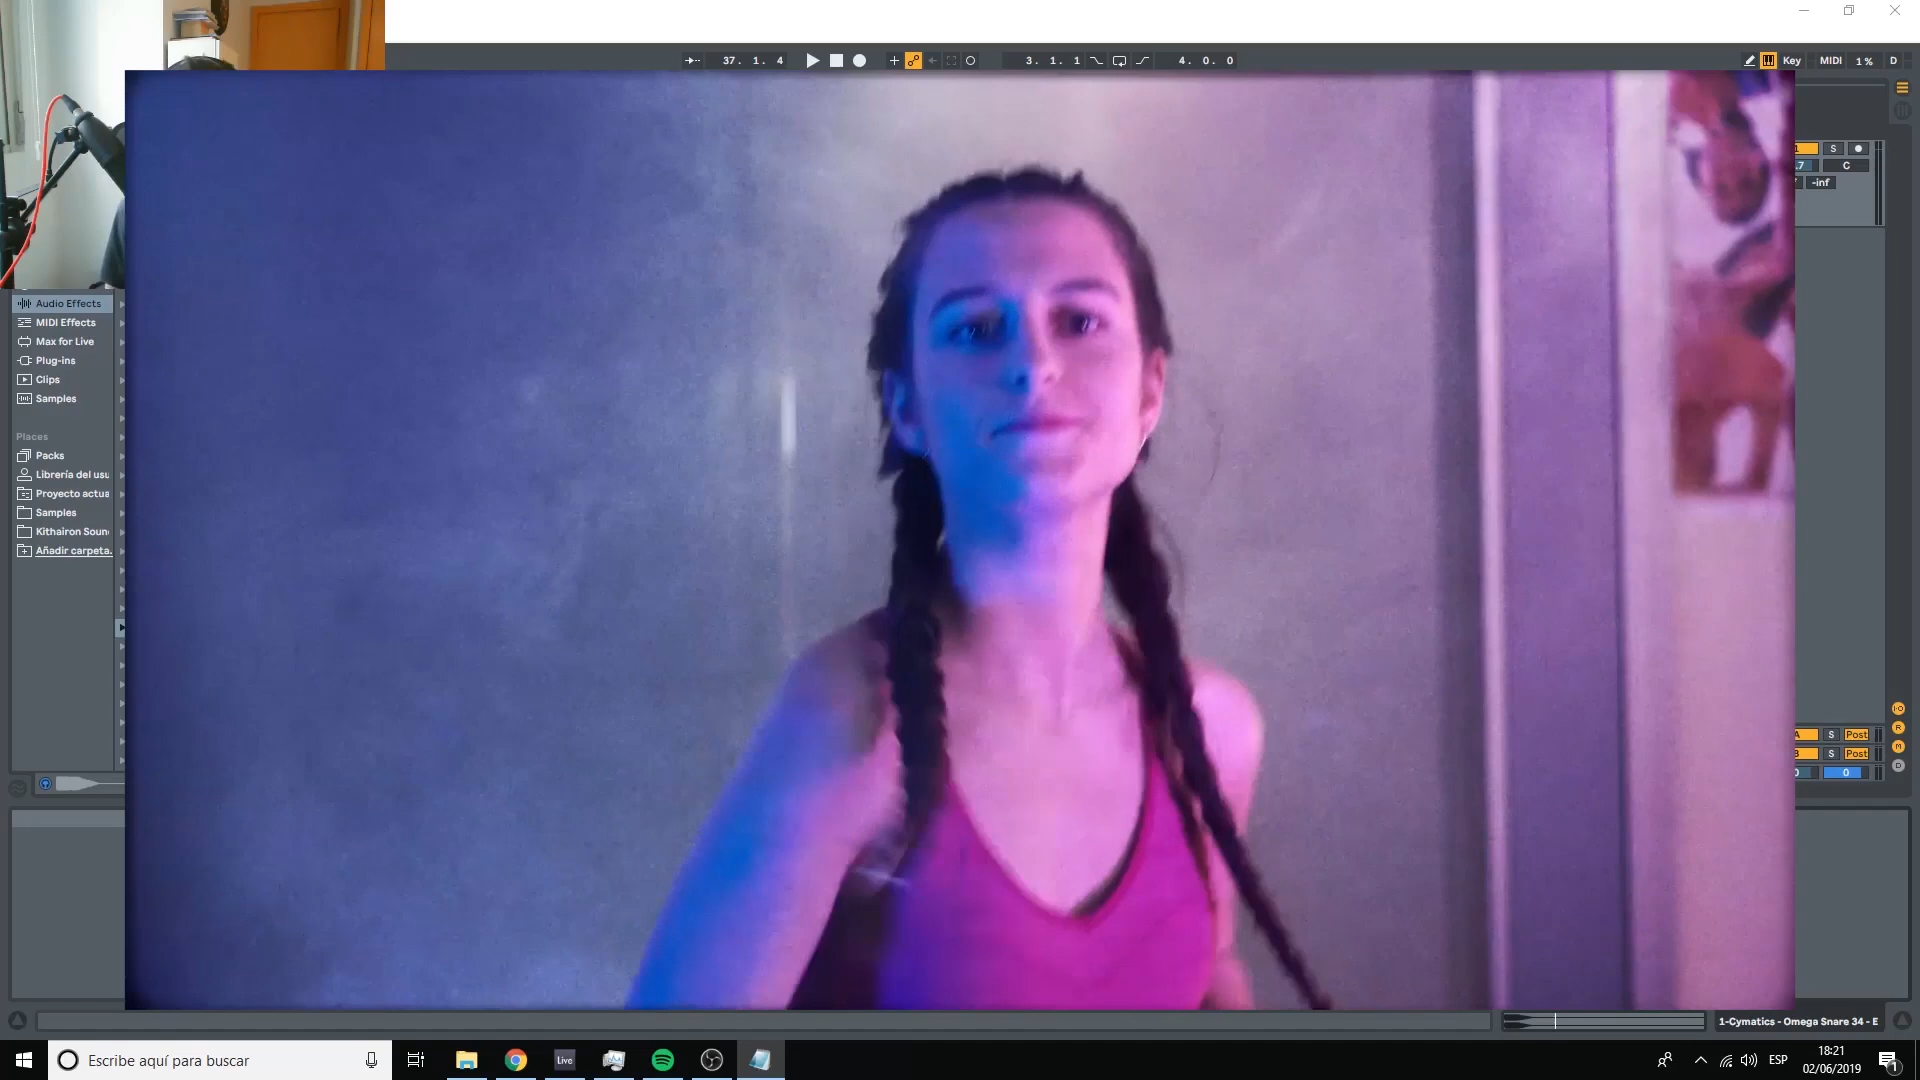 37. 1. 4
3. 1. 1
4. 0. 0
Key
MIDI
1 %
D
S
C
-inf
Audio Effects
MIDI Effects
Max for Live
Plug-ins
Clips
Samples
Places
Packs
Librería del usu
Proyecto actua
Samples
Kithairon Soun
Añadir carpeta.
A S Post
S Post
0
1-Cymatics - Omega Snare 34 - E
Escribe aquí para buscar
Live
ESP
18:21
02/06/2019
1